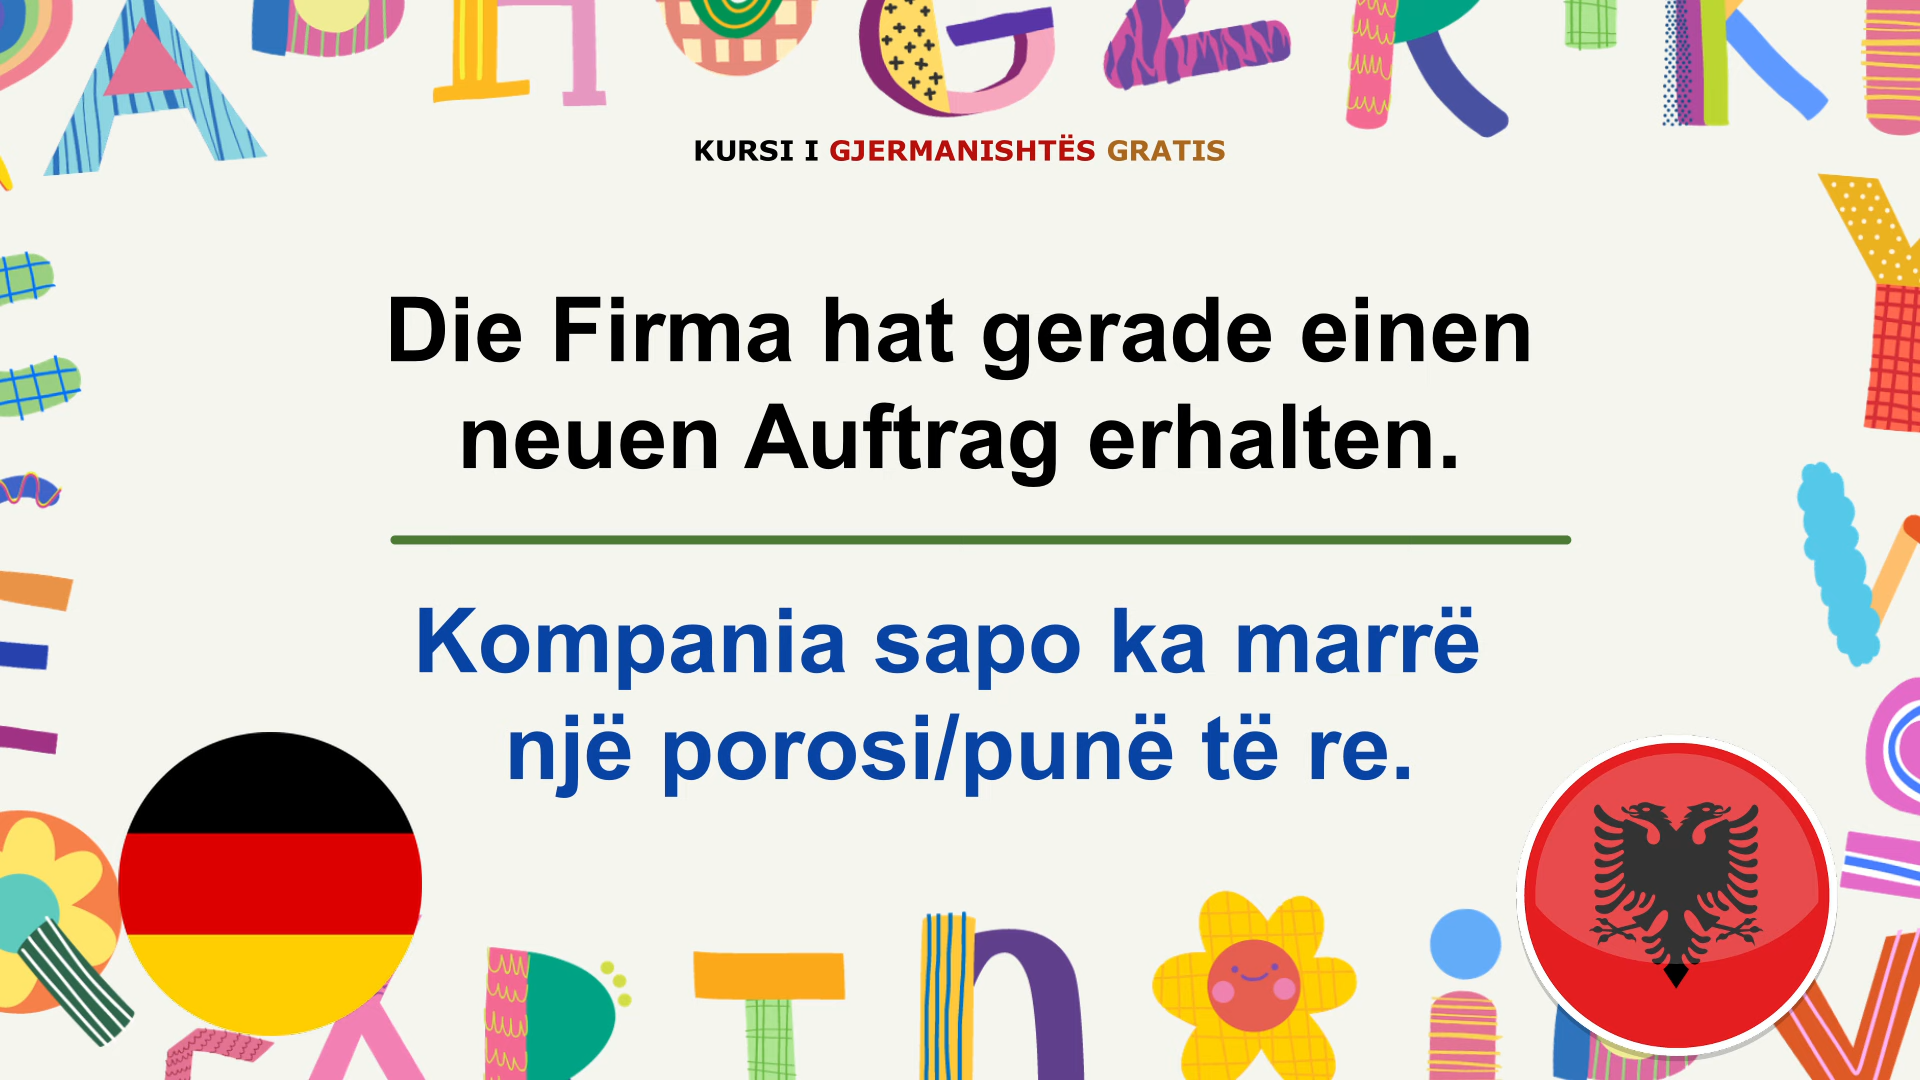 KURSI I GJERMANISHTËS GRATIS
Die Firma hat gerade einen
neuen Auftrag erhalten.
Kompania sapo ka marrë
një porosi/punë të re.